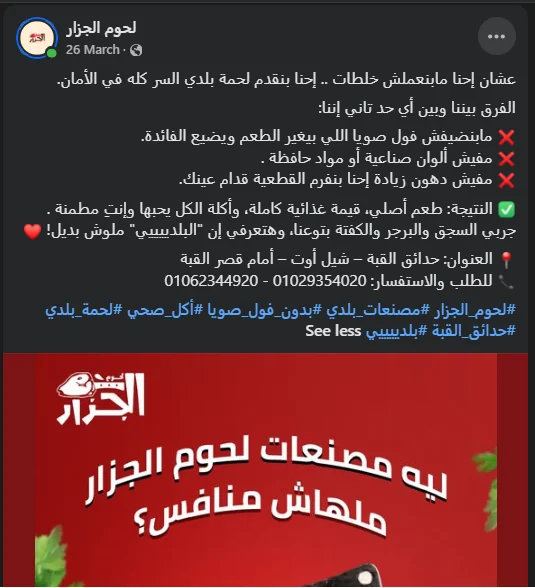 لحوم الجزار
26 March
عشان إحنا مابنعملش خلطات .. إحنا بنقدم لحمة بلدي السر كله في الأمان.
الفرق بيننا وبين أي حد تاني إننا:
❌ مابنضيفش فول صويا اللي بيغير الطعم ويضيع الفائدة.
❌ مفيش ألوان صناعية أو مواد حافظة .
❌ مفيش دهون زيادة إحنا بنفرم القطعية قدام عينك.
✅ النتيجة: طعم أصلي، قيمة غذائية كاملة، وأكلة الكل يحبها وإنتِ مطمنة .
جربي السجق والبرجر والكفتة بتوعنا، وهتعرفي إن "البلديييييي" ملوش بديل! ❤️
📍 العنوان: حدائق القبة – شيل أوت – أمام قصر القبة
📞 للطلب والاستفسار: 01029354020 - 01062344920
#لحوم_الجزار #مصنعات_بلدي #بدون_فول_صويا #أكل_صحي #لحمة_بلدي
#حدائق_القبة #بلديييييي See less
لحوم
الجزار
ليه مصنعات لحوم الجزار
ملهاش منافس؟